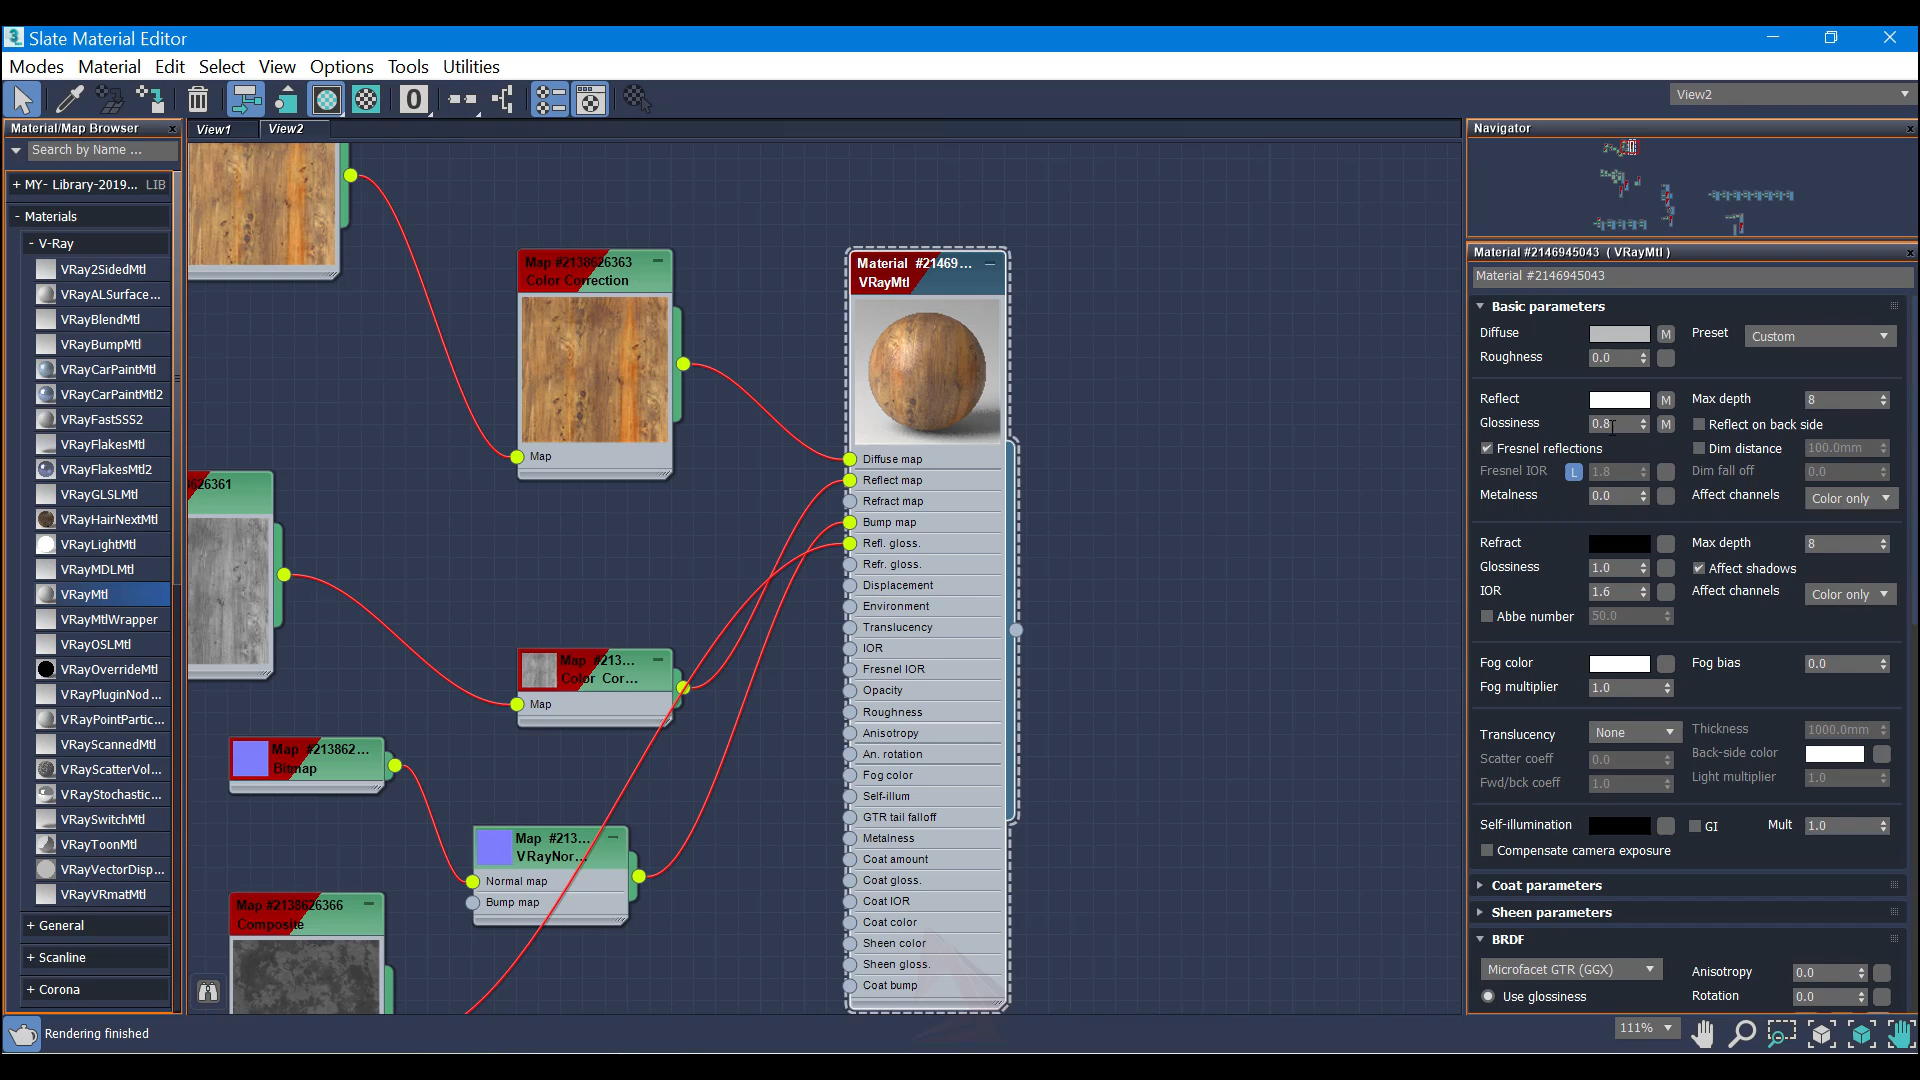 Slate Material Editor
Modes Material Edit Select View Options Tools Utilities
0
View2
Material/Map Browser
View1 View2
Navigator
Search by Name ...
+ MY- Library-2019... LIB
- Materials
- V-Ray
VRay2SidedMtl
VRayALSurface...
VRayBlendMtl
VRayBumpMtl
VRayCarPaintMtl
VRayCarPaintMtl2
VRayFastSSS2
VRayFlakesMtl
VRayFlakesMtl2
VRayGLSLMtl
VRayHairNextMtl
VRayLightMtl
VRayMDLMtl
VRayMtl
VRayMtlWrapper
VRayOSLMtl
VRayOverrideMtl
VRayPluginNod...
VRayPointPartic...
VRayScannedMtl
VRayScatterVol...
VRayStochastic...
VRaySwitchMtl
VRayToonMtl
VRayVectorDisp...
VRayVRmatMtl
+ General
+ Scanline
+ Corona
Map #2138626363
Color Correction
Map
626361
Map #213...
Color Cor...
Map
Map #213862...
Bitmap
Map #213...
VRayNor...
Normal map
Bump map
Map #2138626366
Composite
Material #21469...
VRayMtl
Diffuse map
Reflect map
Refract map
Bump map
Refl. gloss.
Refr. gloss.
Displacement
Environment
Translucency
IOR
Fresnel IOR
Opacity
Roughness
Anisotropy
An. rotation
Fog color
Self-illum
GTR tail falloff
Metalness
Coat amount
Coat gloss.
Coat IOR
Coat color
Sheen color
Sheen gloss.
Coat bump
Material #2146945043 ( VRayMtl )
Material #2146945043
Basic parameters
Diffuse M Preset Custom
Roughness 0.0
Reflect M Max depth 8
Glossiness 0.8 M Reflect on back side
Fresnel reflections Dim distance 100.0mm
Fresnel IOR L 1.8 Dim fall off 0.0
Metalness 0.0 Affect channels Color only
Refract Max depth 8
Glossiness 1.0 Affect shadows
IOR 1.6 Affect channels Color only
Abbe number 50.0
Fog color Fog bias 0.0
Fog multiplier 1.0
Translucency None Thickness 1000.0mm
Scatter coeff 0.0 Back-side color
Fwd/bck coeff 1.0 Light multiplier 1.0
Self-illumination GI Mult 1.0
Compensate camera exposure
Coat parameters
Sheen parameters
BRDF
Microfacet GTR (GGX) Anisotropy 0.0
Use glossiness Rotation 0.0
Rendering finished
111%